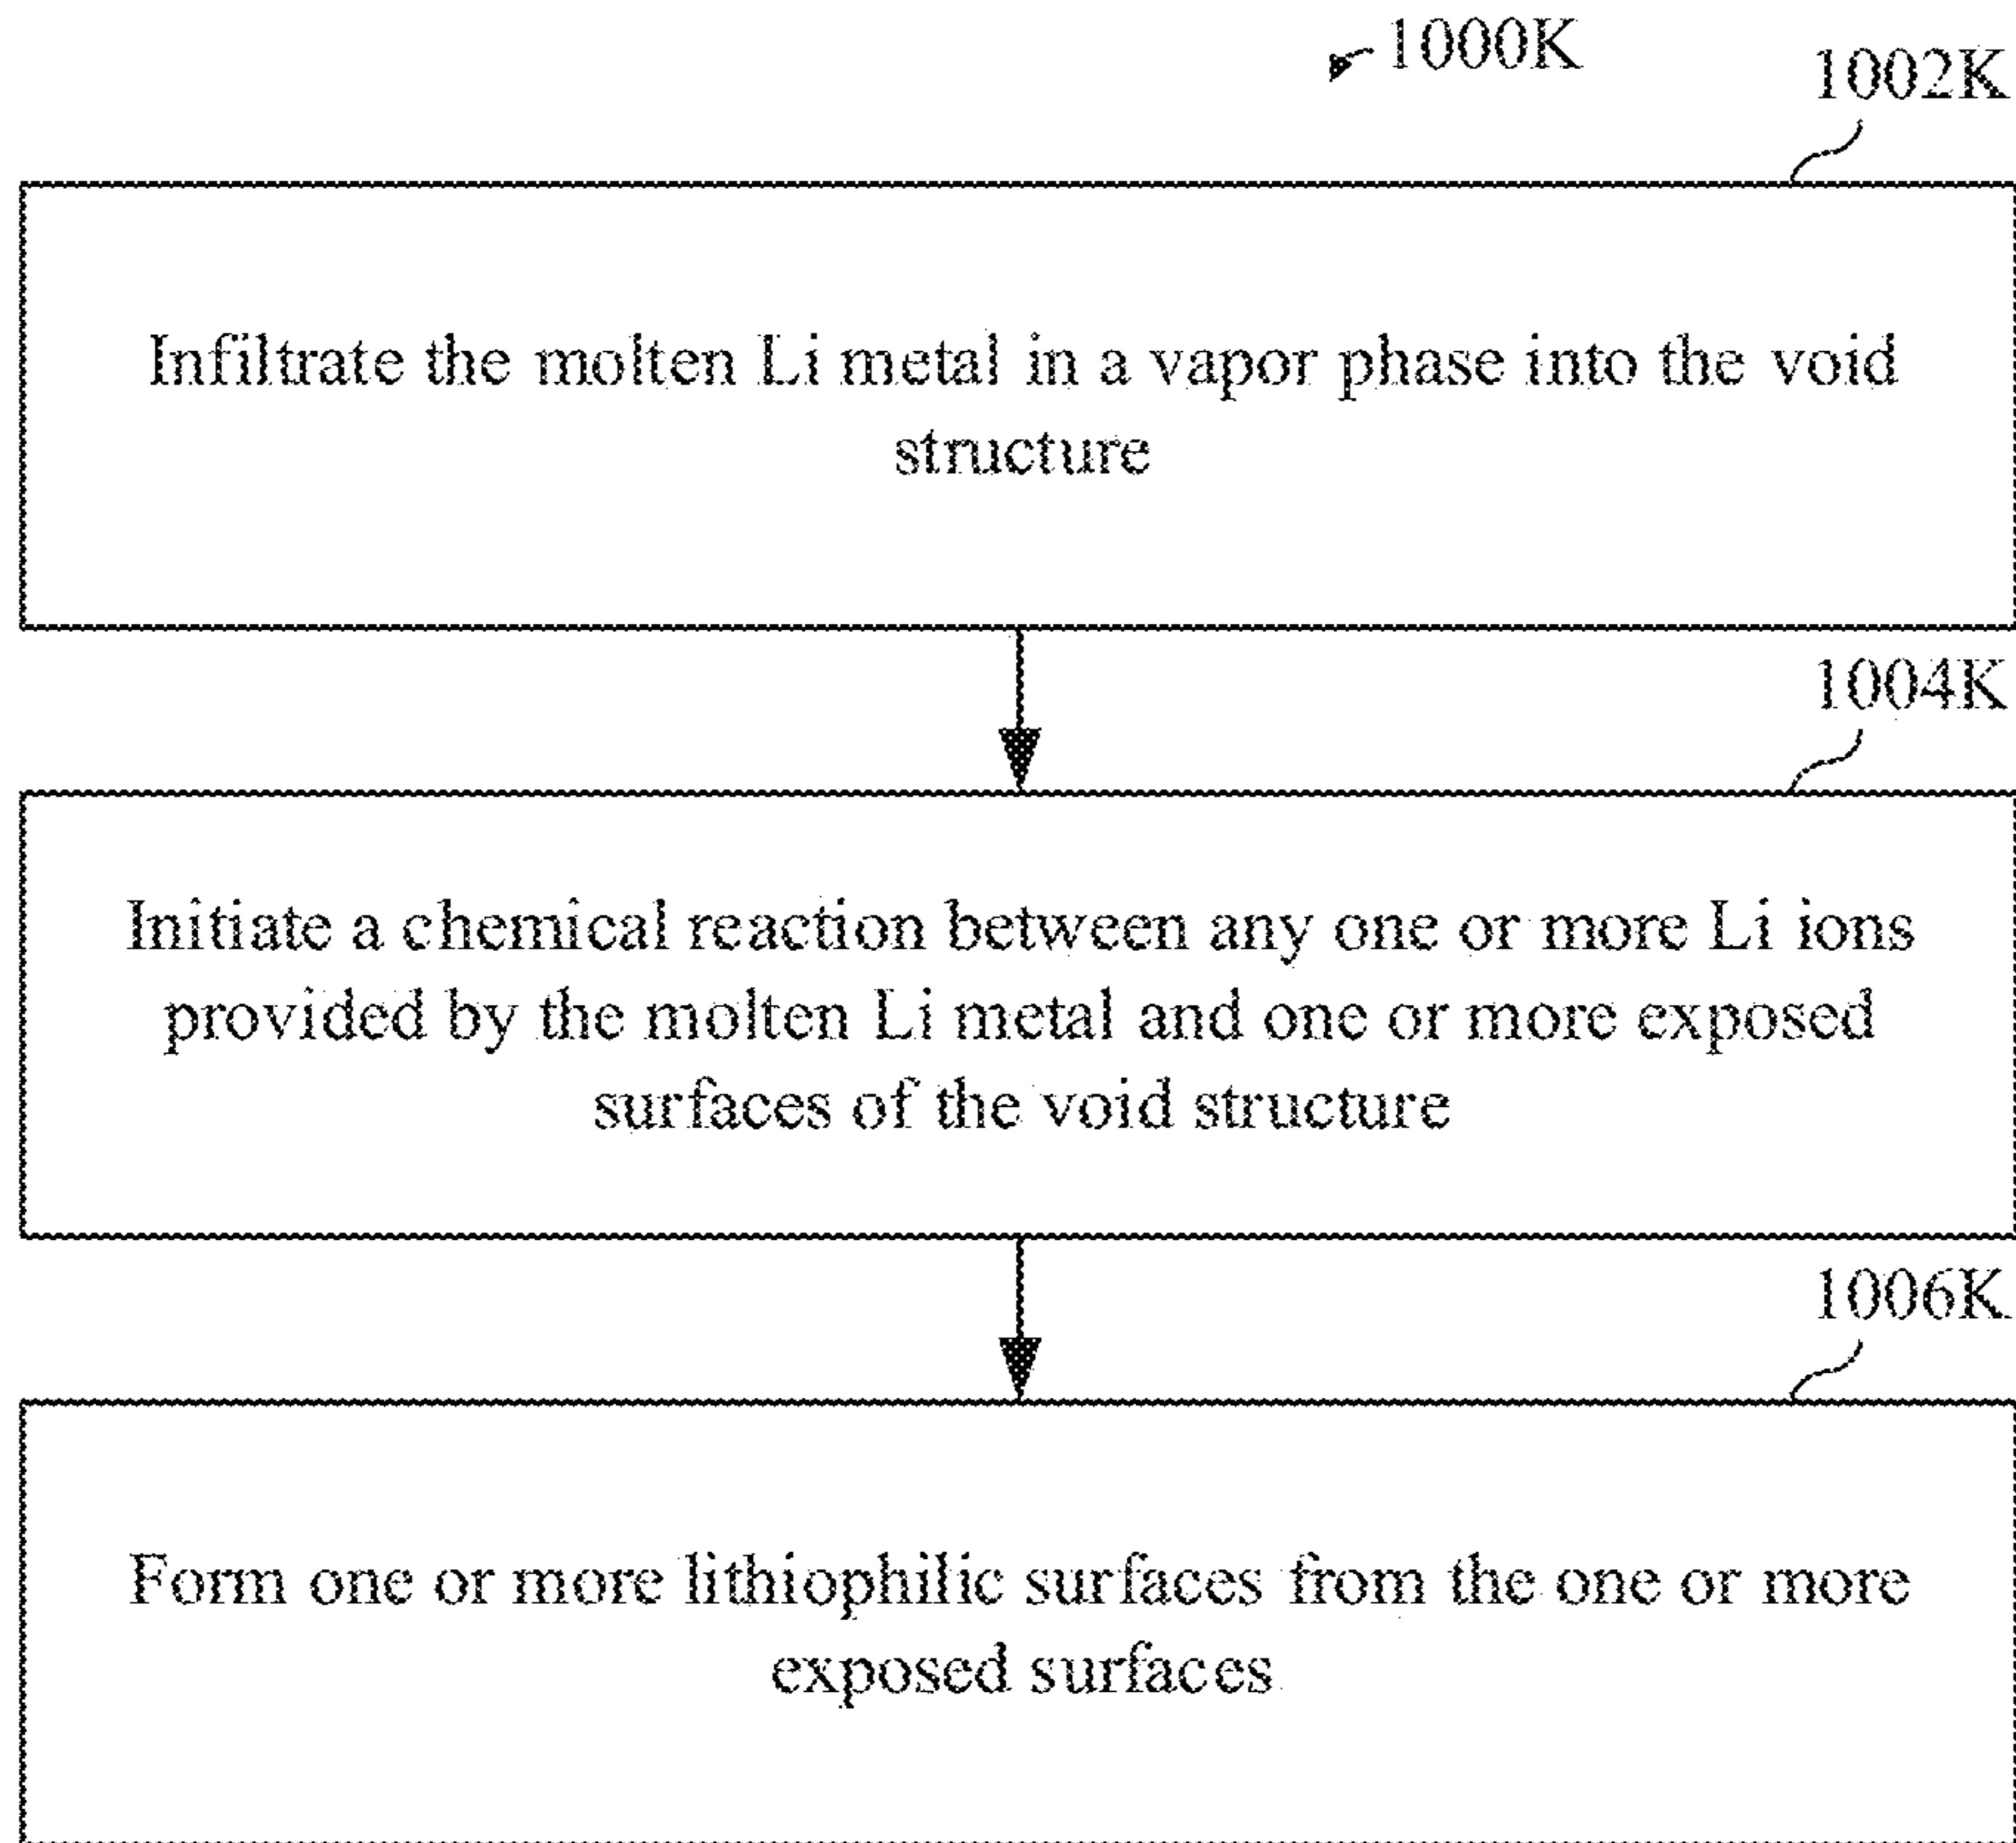 1000K
1002K
Infiltrate the molten Li metal in a vapor phase into the void
structure
1004K
Initiate a chemical reaction between any one or more Li ions
provided by the molten Li metal and one or more exposed
surfaces of the void structure
1006K
Form one or more lithiophilic surfaces from the one or more
exposed surfaces